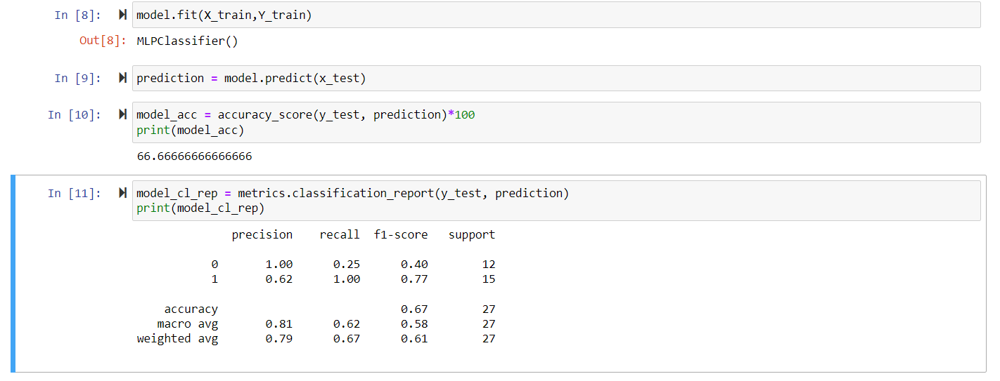 In [8]: model.fit(X_train,Y_train)
Out[8]: MLPClassifier()
In [9]: prediction = model.predict(x_test)
In [10]: model_acc = accuracy_score(y_test, prediction)*100
print(model_acc)
66.66666666666666
In [11]: model_cl_rep = metrics.classification_report(y_test, prediction)
print(model_cl_rep)
precision recall f1-score support
0 1.00 0.25 0.40 12
1 0.62 1.00 0.77 15
accuracy 0.67 27
macro avg 0.81 0.62 0.58 27
weighted avg 0.79 0.67 0.61 27